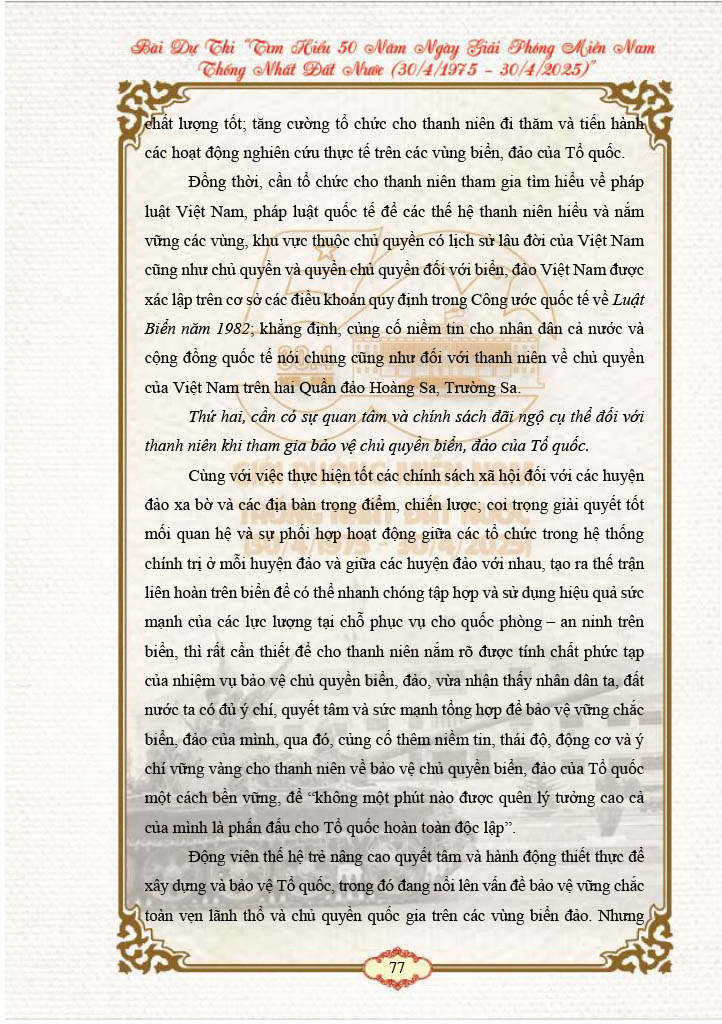 Bài Dự Thi "Tìm Hiểu 50 Năm Ngày Giải Phóng Miền Nam
Thống Nhất Đất Nước (30/4/1975 - 30/4/2025)"
chất lượng tốt; tăng cường tổ chức cho thanh niên đi thăm và tiến hành
các hoạt động nghiên cứu thực tế trên các vùng biển, đảo của Tổ quốc.
Đồng thời, cần tổ chức cho thanh niên tham gia tìm hiểu về pháp
luật Việt Nam, pháp luật quốc tế để các thế hệ thanh niên hiểu và nắm
vững các vùng, khu vực thuộc chủ quyền có lịch sử lâu đời của Việt Nam
cũng như chủ quyền và quyền chủ quyền đối với biển, đảo Việt Nam được
xác lập trên cơ sở các điều khoản quy định trong Công ước quốc tế về Luật
Biển năm 1982; khẳng định, củng cố niềm tin cho nhân dân cả nước và
cộng đồng quốc tế nói chung cũng như đối với thanh niên về chủ quyền
của Việt Nam trên hai Quần đảo Hoàng Sa, Trường Sa.
Thứ hai, cần có sự quan tâm và chính sách đãi ngộ cụ thể đối với
thanh niên khi tham gia bảo vệ chủ quyền biển, đảo của Tổ quốc.
Cùng với việc thực hiện tốt các chính sách xã hội đối với các huyện
đảo xa bờ và các địa bàn trọng điểm, chiến lược; coi trọng giải quyết tốt
mối quan hệ và sự phối hợp hoạt động giữa các tổ chức trong hệ thống
chính trị ở mỗi huyện đảo và giữa các huyện đảo với nhau, tạo ra thế trận
liên hoàn trên biển để có thể nhanh chóng tập hợp và sử dụng hiệu quả sức
mạnh của các lực lượng tại chỗ phục vụ cho quốc phòng – an ninh trên
biển, thì rất cần thiết để cho thanh niên nắm rõ được tính chất phức tạp
của nhiệm vụ bảo vệ chủ quyền biển, đảo, vừa nhận thấy nhân dân ta, đất
nước ta có đủ ý chí, quyết tâm và sức mạnh tổng hợp để bảo vệ vững chắc
biển, đảo của mình, qua đó, củng cố thêm niềm tin, thái độ, động cơ và ý
chí vững vàng cho thanh niên về bảo vệ chủ quyền biển, đảo của Tổ quốc
một cách bền vững, để “không một phút nào được quên lý tưởng cao cả
của mình là phấn đấu cho Tổ quốc hoàn toàn độc lập”.
Động viên thế hệ trẻ nâng cao quyết tâm và hành động thiết thực để
xây dựng và bảo vệ Tổ quốc, trong đó đang nổi lên vấn đề bảo vệ vững chắc
toàn vẹn lãnh thổ và chủ quyền quốc gia trên các vùng biển đảo. Nhưng
50
30.4
GIẢI PHÓNG MIỀN NAM
THỐNG NHẤT ĐẤT NƯỚC
(30/4/1975 - 30/4/2025)
77